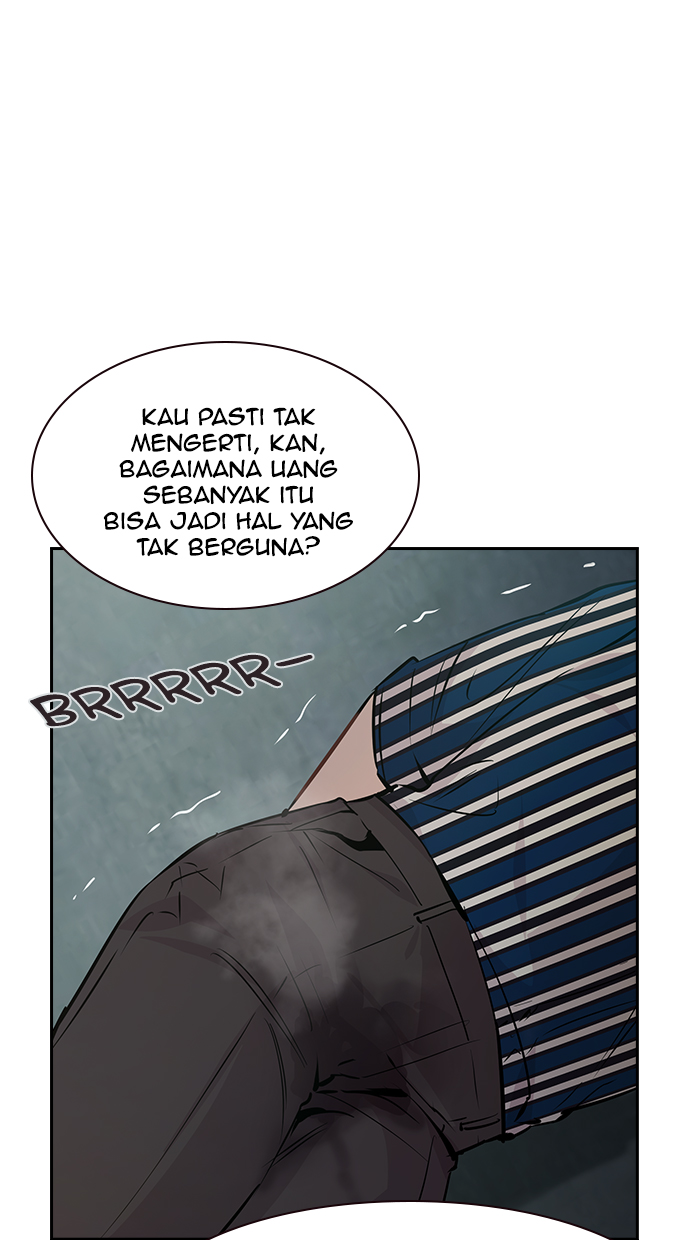 KAU PASTI TAK
MENGERTI, KAN,
BAGAIMANA UANG
SEBANYAK ITU
BISA JADI HAL YANG
TAK BERGUNA?
BRRRRR-